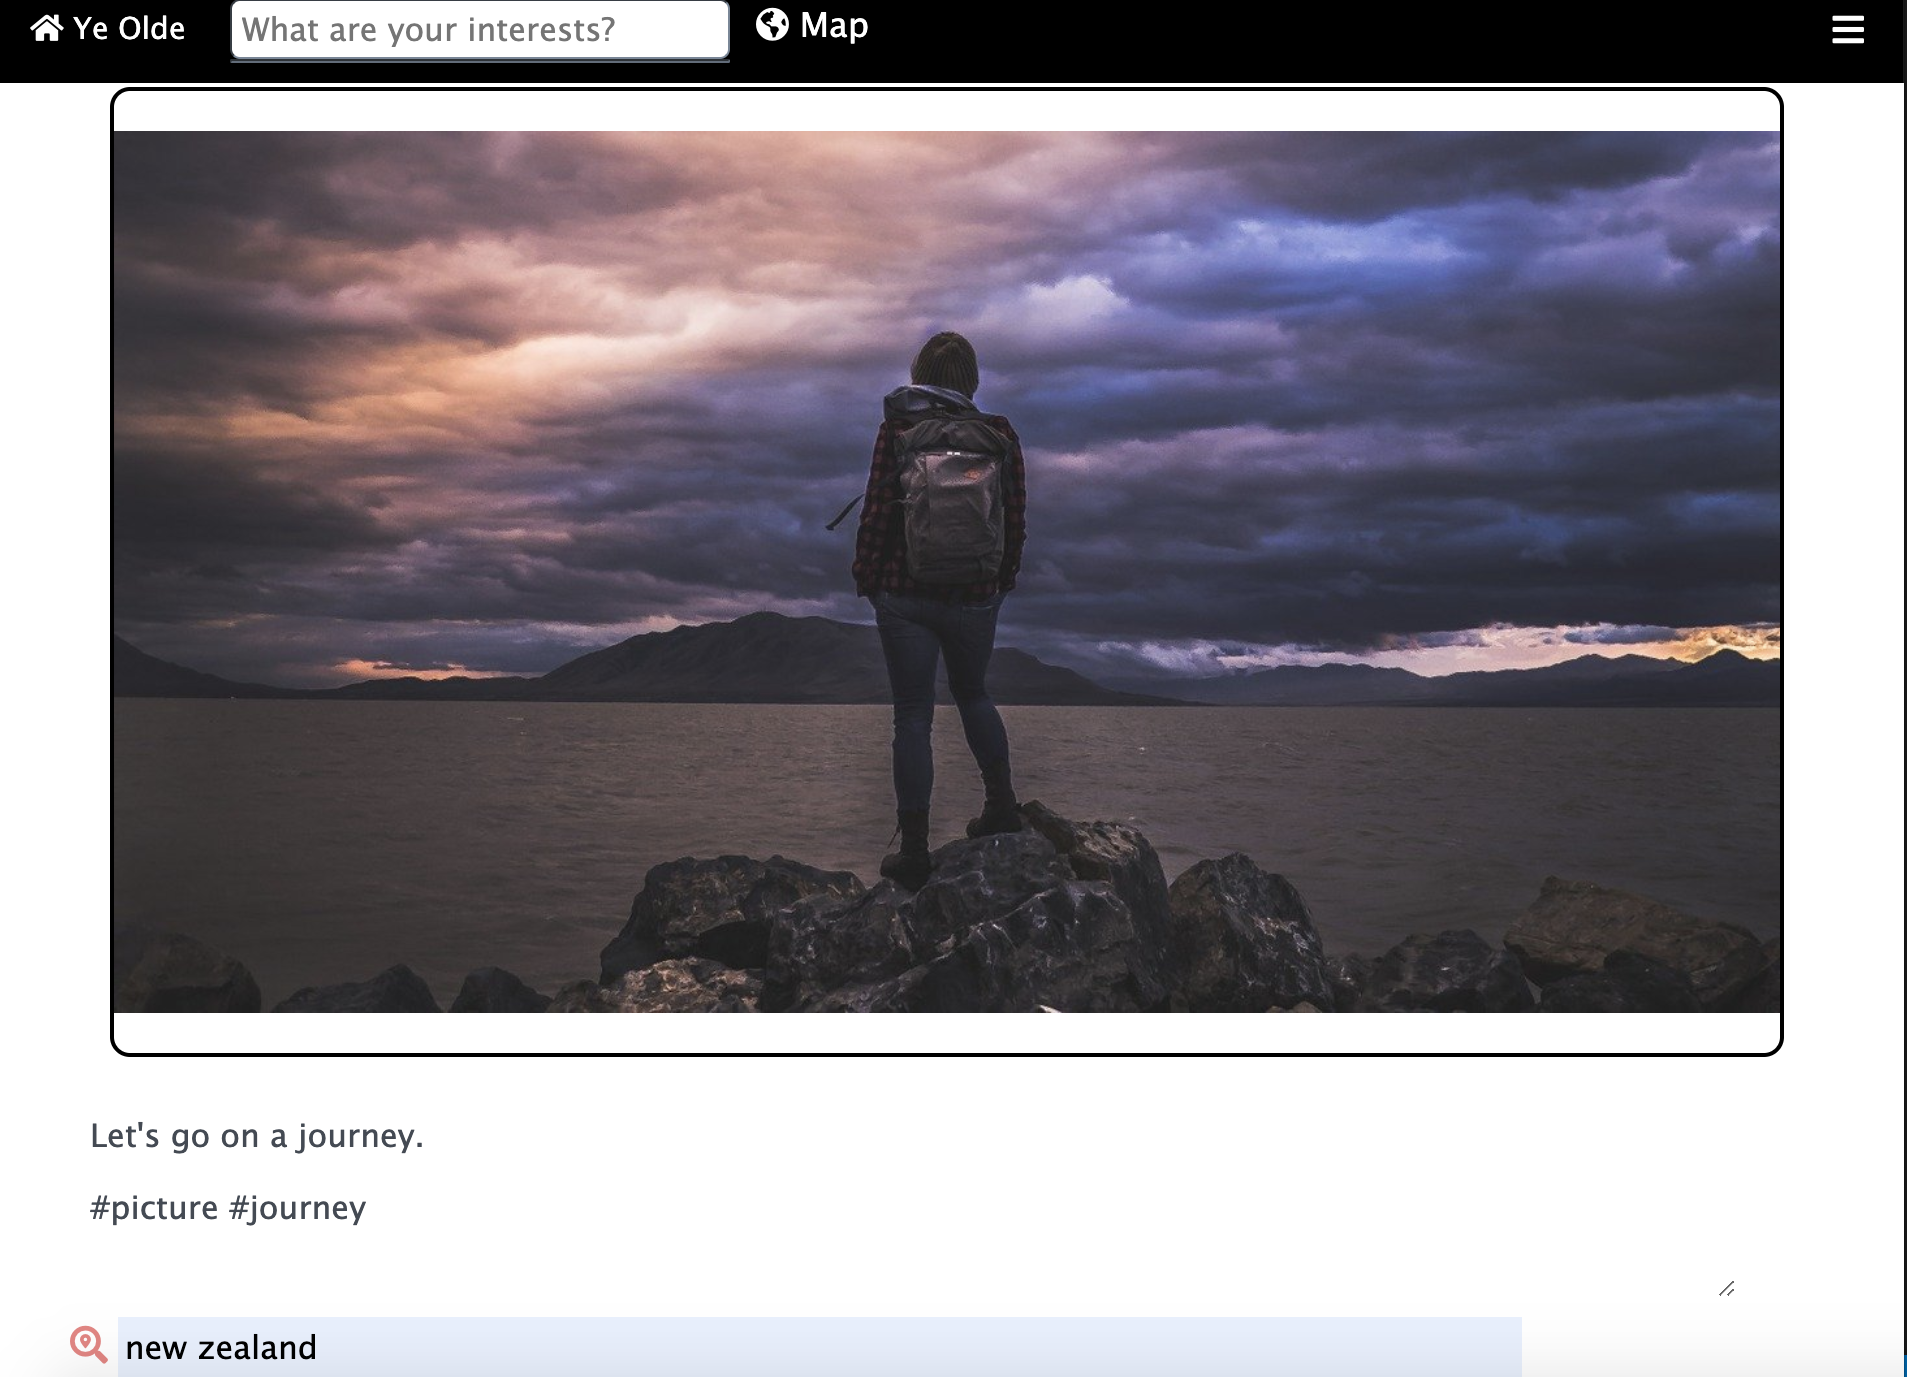 Ye Olde
What are your interests?
Map
Let's go on a journey.
#picture #journey
new zealand